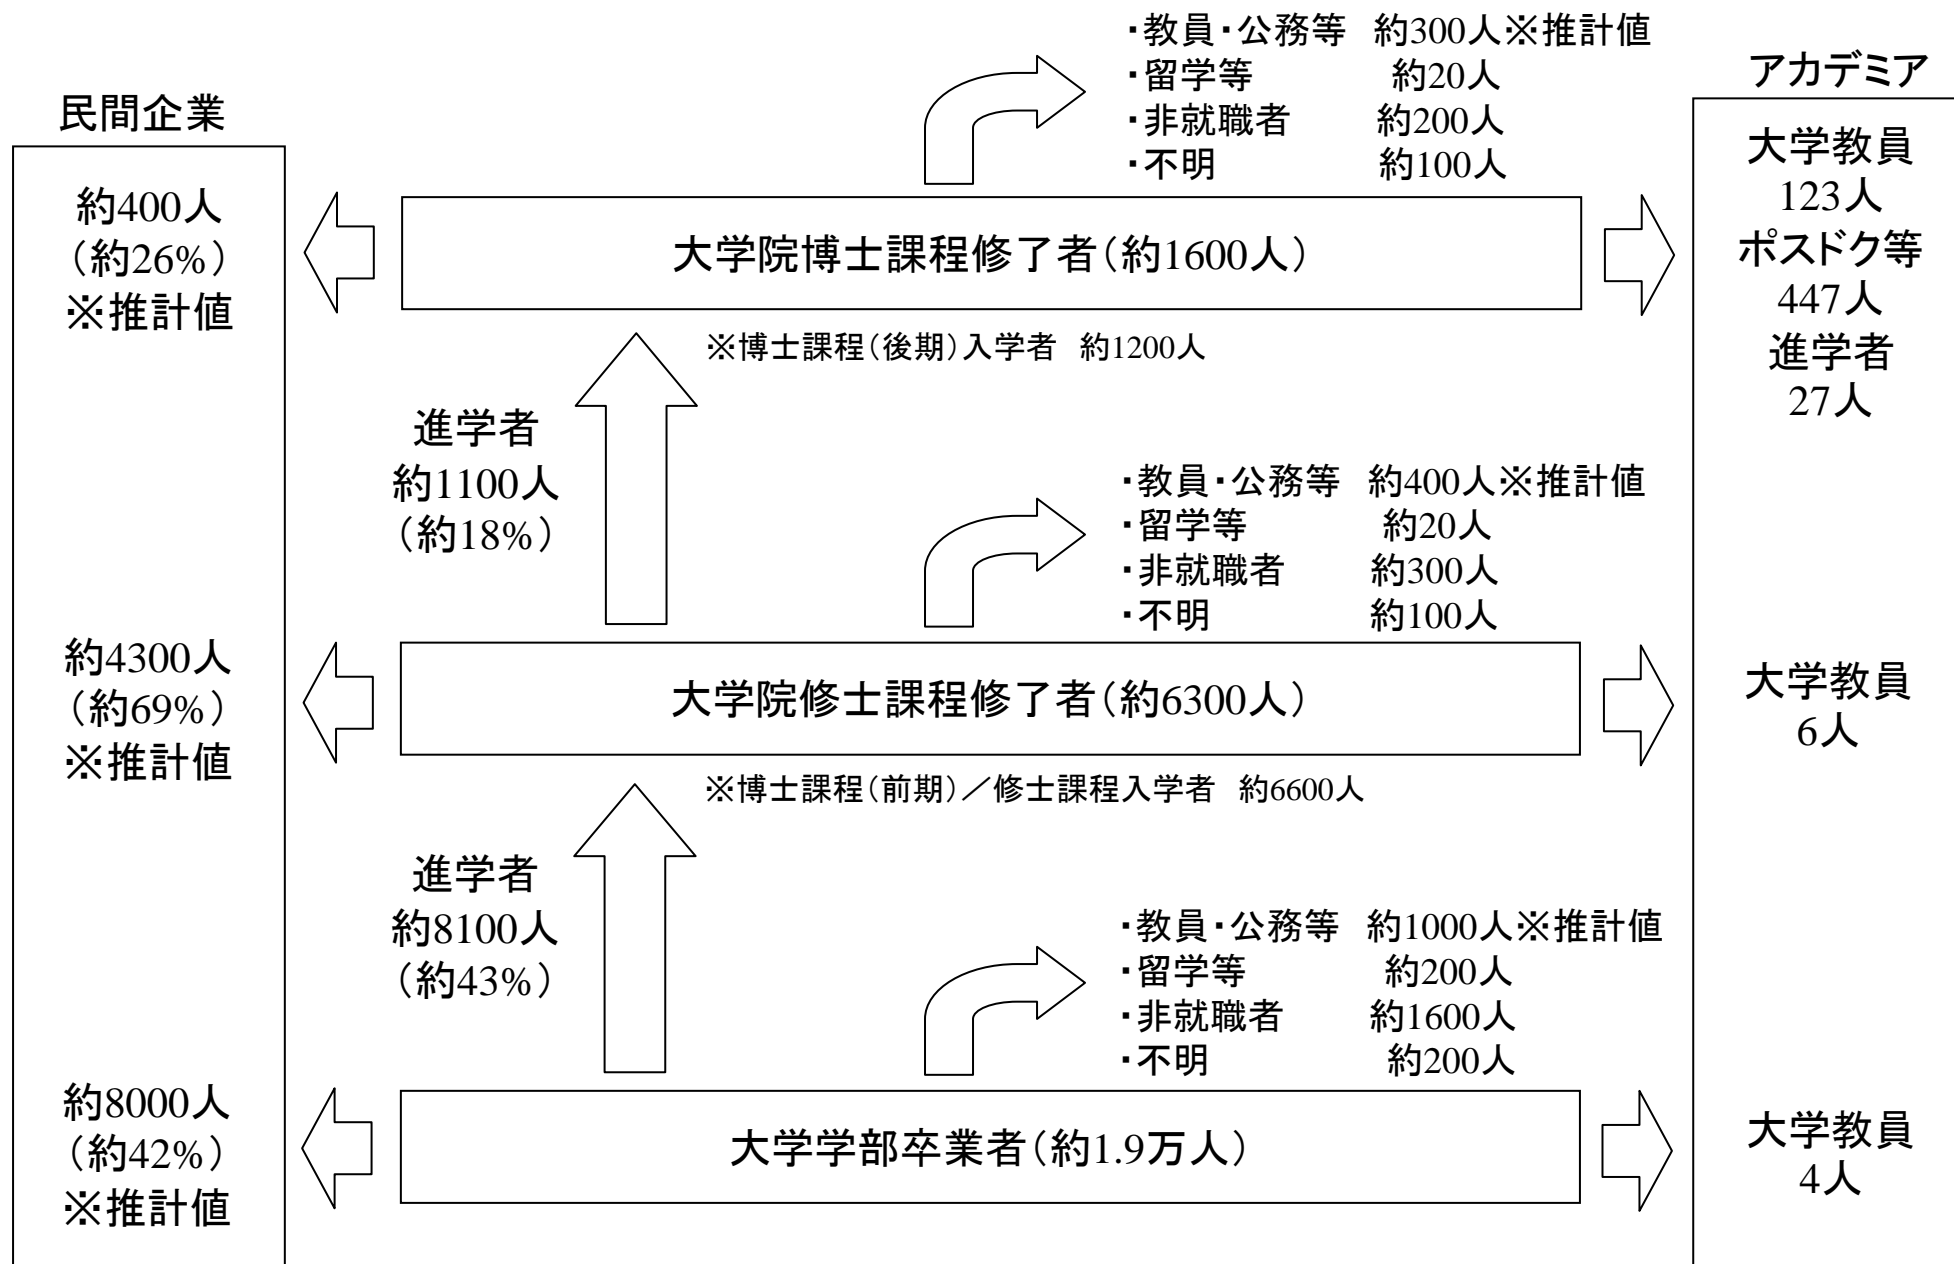 ・教員・公務等　約300人※推計値
・留学等　約20人
・非就職者　約200人
・不明　約100人
民間企業
アカデミア
約400人
（約26%）
※推計値
大学院博士課程修了者（約1600人）
大学教員
123人
ポスドク等
447人
進学者
27人
※博士課程（後期）入学者　約1200人
進学者
約1100人
（約18%）
・教員・公務等　約400人※推計値
・留学等　約20人
・非就職者　約300人
・不明　約100人
約4300人
（約69%）
※推計値
大学院修士課程修了者（約6300人）
大学教員
6人
※博士課程（前期）／修士課程入学者　約6600人
進学者
約8100人
（約43%）
・教員・公務等　約1000人※推計値
・留学等　約200人
・非就職者　約1600人
・不明　約200人
約8000人
（約42%）
※推計値
大学学部卒業者（約1.9万人）
大学教員
4人